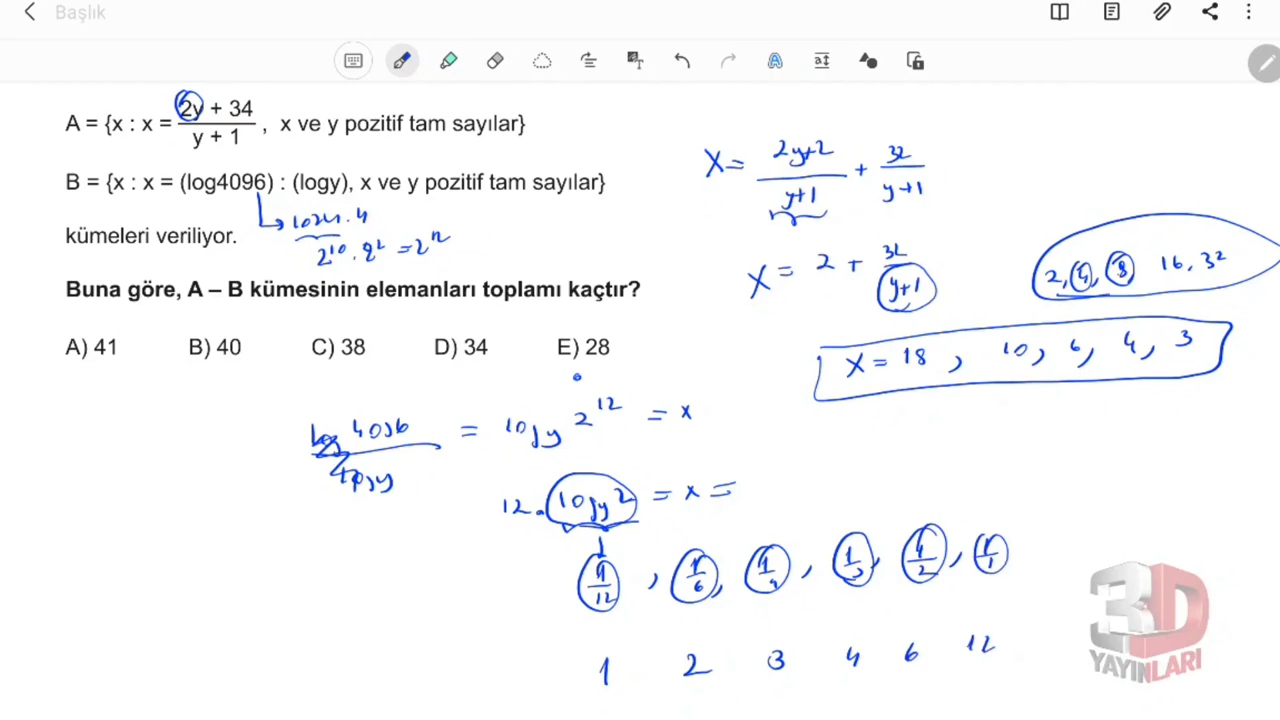 Başlık
A = {x : x = 2y + 34 / y + 1 , x ve y pozitif tam sayılar}
B = {x : x = (log4096) : (logy), x ve y pozitif tam sayılar}
1024 . 4
kümeleri veriliyor.
2^10 . 2^2 = 2^12
Buna göre, A – B kümesinin elemanları toplamı kaçtır?
A) 41 B) 40 C) 38 D) 34 E) 28
x = 2y+2 / y+1 + 32 / y+1
x = 2 + 32 / y+1
2, 4, 8 16, 32
x = 18 , 10, 6, 4, 3
log 4096 / logy = logy 2^12 = x
12 . logy 2 = x =
1/12 , 1/6 , 1/4 , 1/3 , 1/2 , 1/1
1 2 3 4 6 12
3D
YAYINLARI